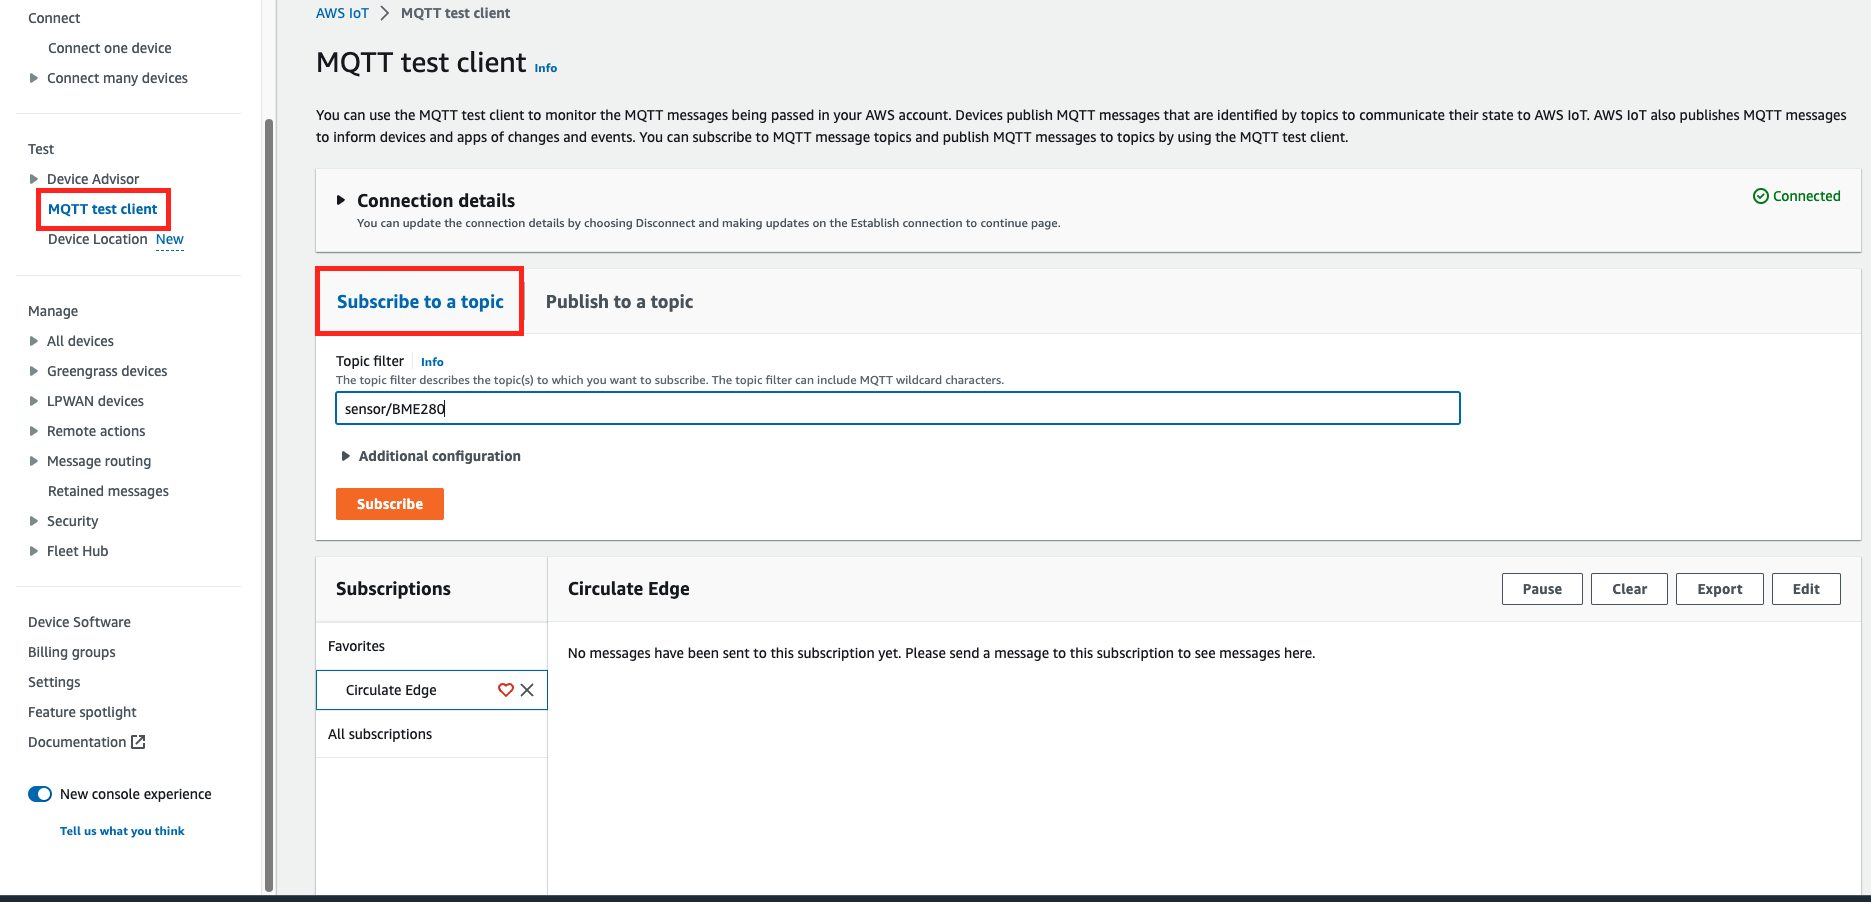 Connect
Connect one device
Connect many devices
Test
Device Advisor
MQTT test client
Device Location New
Manage
All devices
Greengrass devices
LPWAN devices
Remote actions
Message routing
Retained messages
Security
Fleet Hub
Device Software
Billing groups
Settings
Feature spotlight
Documentation
New console experience
Tell us what you think
AWS IoT > MQTT test client
MQTT test client Info
You can use the MQTT test client to monitor the MQTT messages being passed in your AWS account. Devices publish MQTT messages that are identified by topics to communicate their state to AWS IoT. AWS IoT also publishes MQTT messages
to inform devices and apps of changes and events. You can subscribe to MQTT message topics and publish MQTT messages to topics by using the MQTT test client.
Connection details
Connected
You can update the connection details by choosing Disconnect and making updates on the Establish connection to continue page.
Subscribe to a topic Publish to a topic
Topic filter Info
The topic filter describes the topic(s) to which you want to subscribe. The topic filter can include MQTT wildcard characters.
sensor/BME280
Additional configuration
Subscribe
Subscriptions
Favorites
Circulate Edge
All subscriptions
Circulate Edge
Pause Clear Export Edit
No messages have been sent to this subscription yet. Please send a message to this subscription to see messages here.